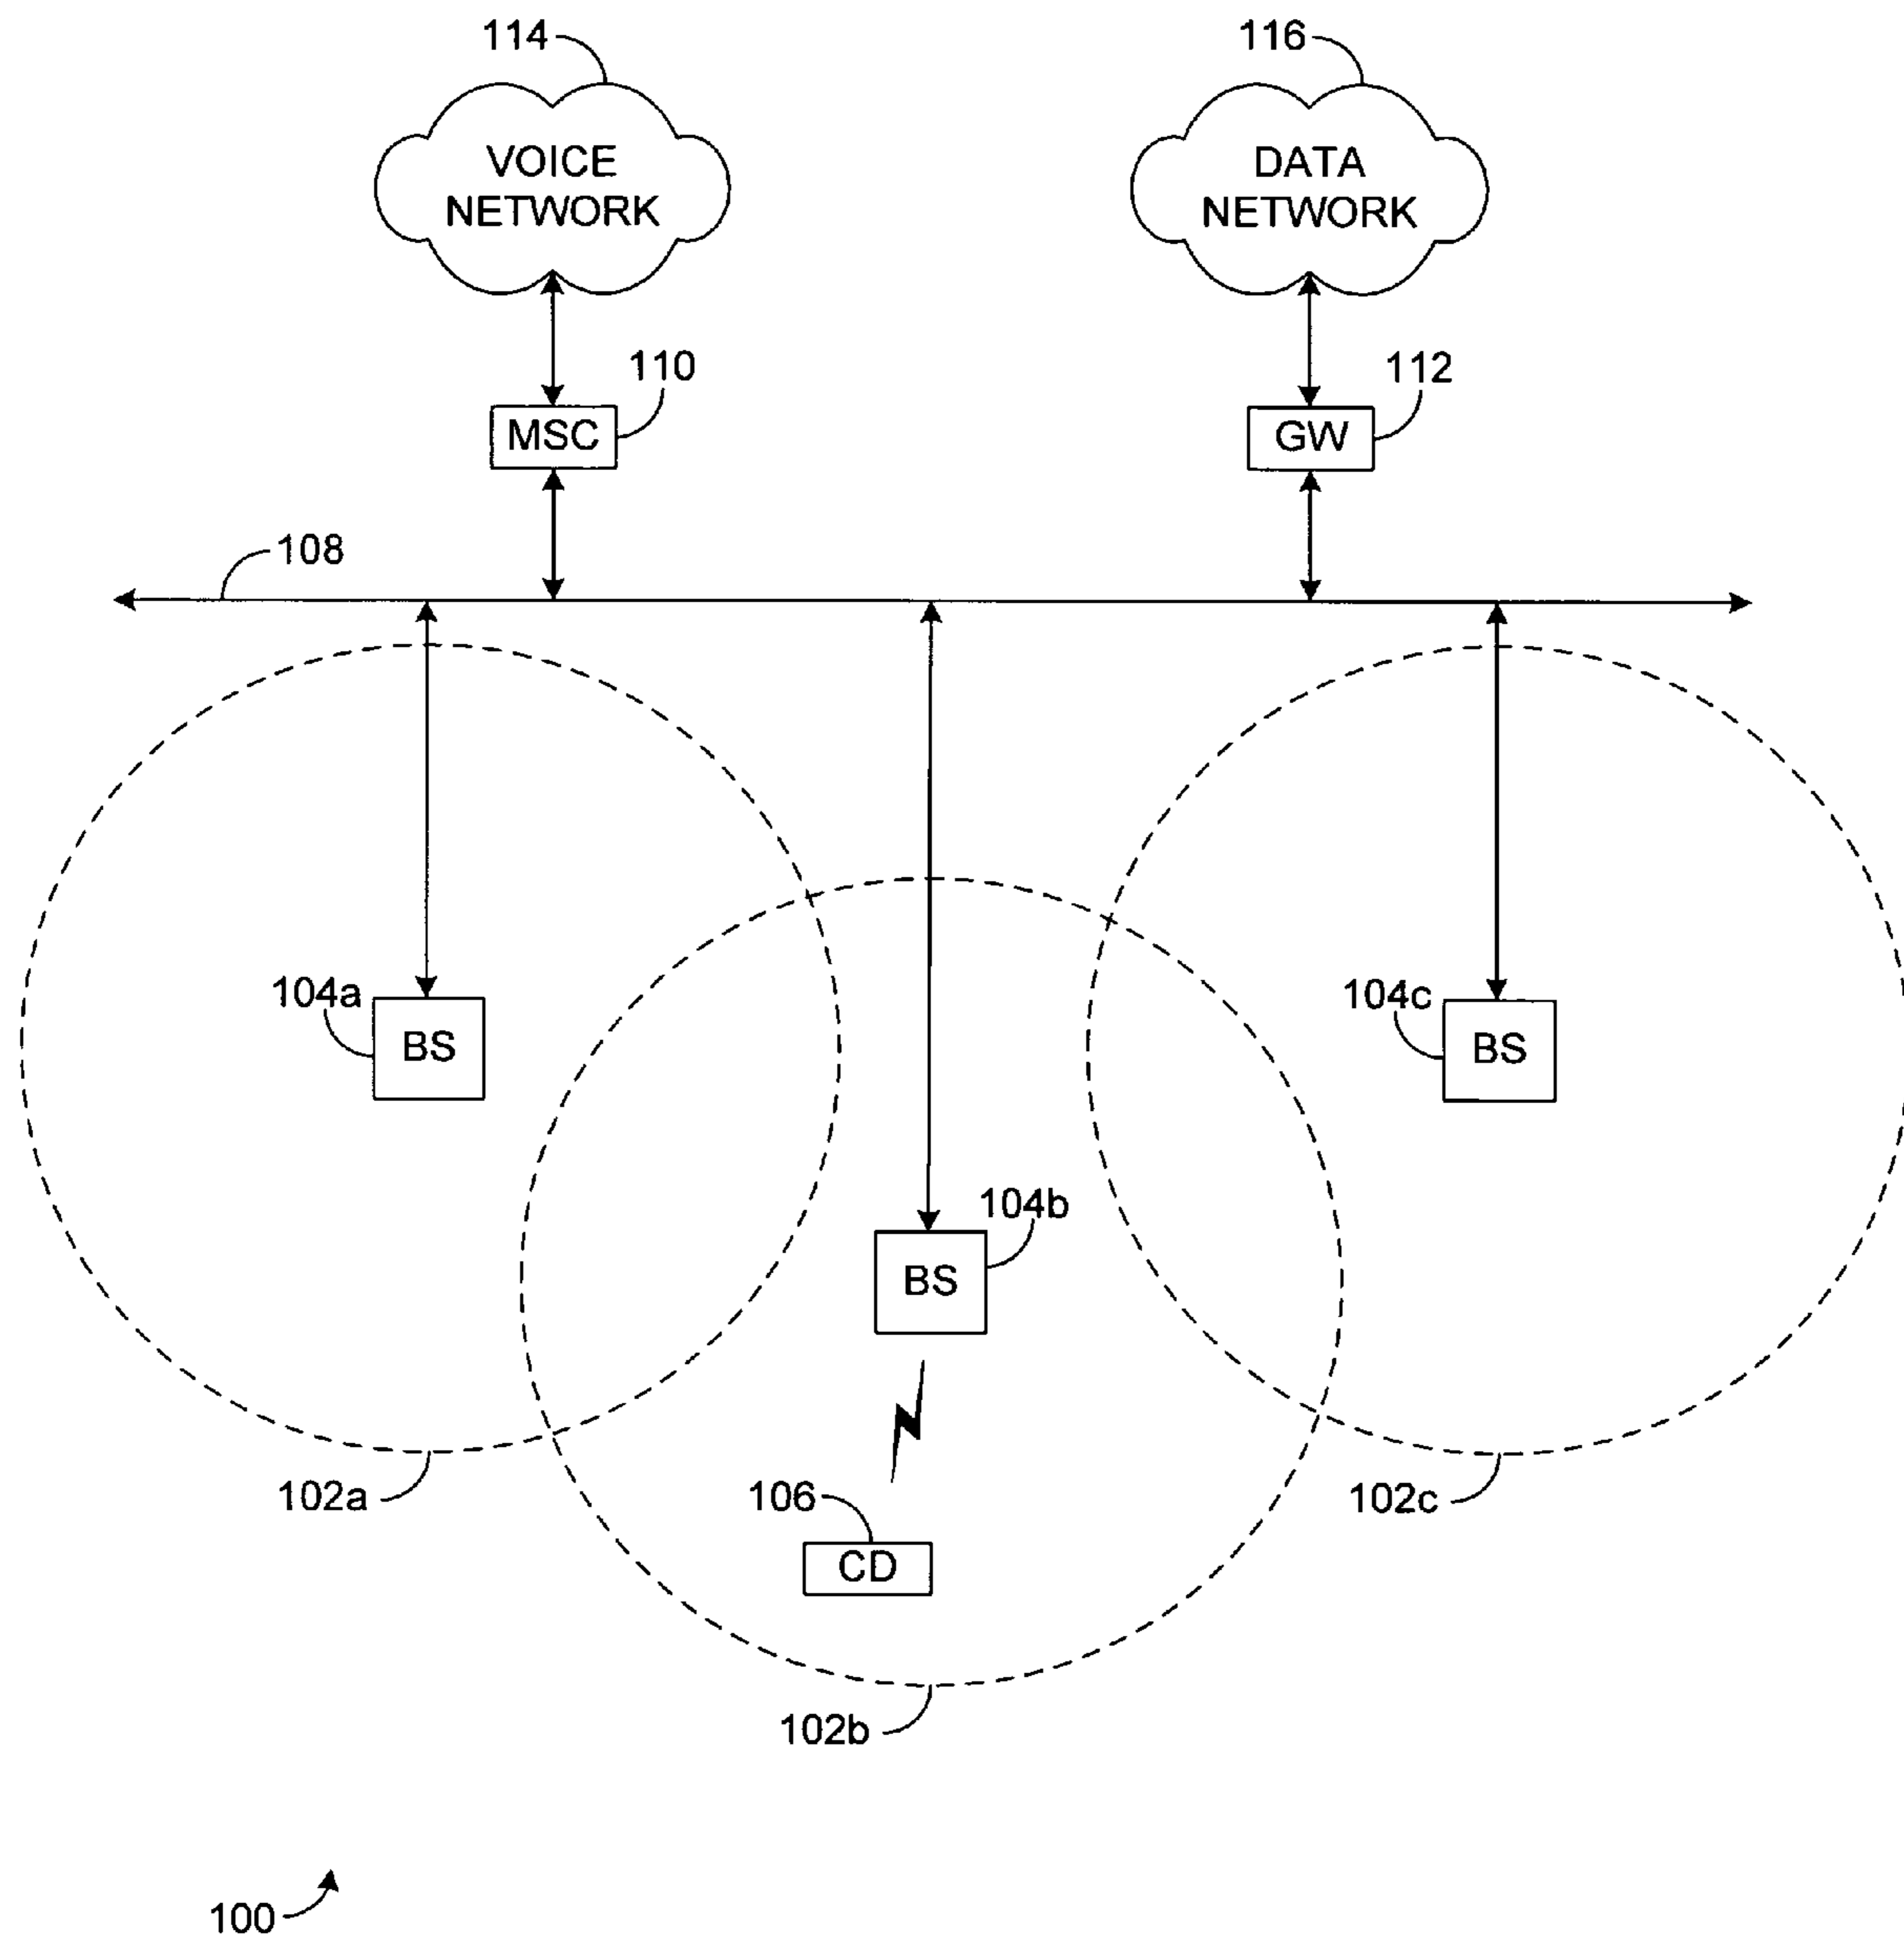 114
116
VOICE
NETWORK
DATA
NETWORK
110
112
MSC
GW
108
104a
BS
104c
BS
104b
BS
102a
106
102c
CD
102b
100